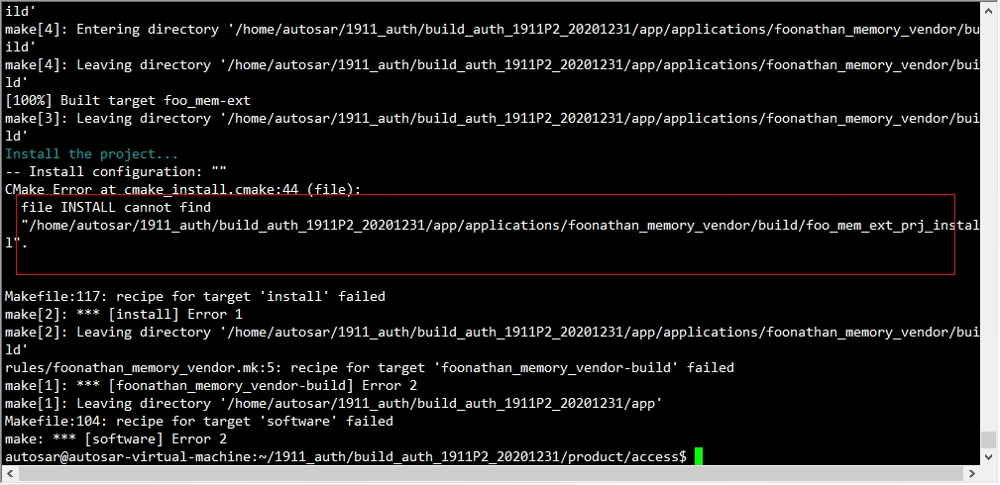 ild'
make[4]: Entering directory '/home/autosar/1911_auth/build_auth_1911P2_20201231/app/applications/foonathan_memory_vendor/bu
ild'
make[4]: Leaving directory '/home/autosar/1911_auth/build_auth_1911P2_20201231/app/applications/foonathan_memory_vendor/bui
ld'
[100%] Built target foo_mem-ext
make[3]: Leaving directory '/home/autosar/1911_auth/build_auth_1911P2_20201231/app/applications/foonathan_memory_vendor/bui
ld'
Install the project...
-- Install configuration: ""
CMake Error at cmake_install.cmake:44 (file):
file INSTALL cannot find
"/home/autosar/1911_auth/build_auth_1911P2_20201231/app/applications/foonathan_memory_vendor/build/foo_mem_ext_prj_instal
l".
Makefile:117: recipe for target 'install' failed
make[2]: *** [install] Error 1
make[2]: Leaving directory '/home/autosar/1911_auth/build_auth_1911P2_20201231/app/applications/foonathan_memory_vendor/bui
ld'
rules/foonathan_memory_vendor.mk:5: recipe for target 'foonathan_memory_vendor-build' failed
make[1]: *** [foonathan_memory_vendor-build] Error 2
make[1]: Leaving directory '/home/autosar/1911_auth/build_auth_1911P2_20201231/app'
Makefile:104: recipe for target 'software' failed
make: *** [software] Error 2
autosar@autosar-virtual-machine:~/1911_auth/build_auth_1911P2_20201231/product/access$